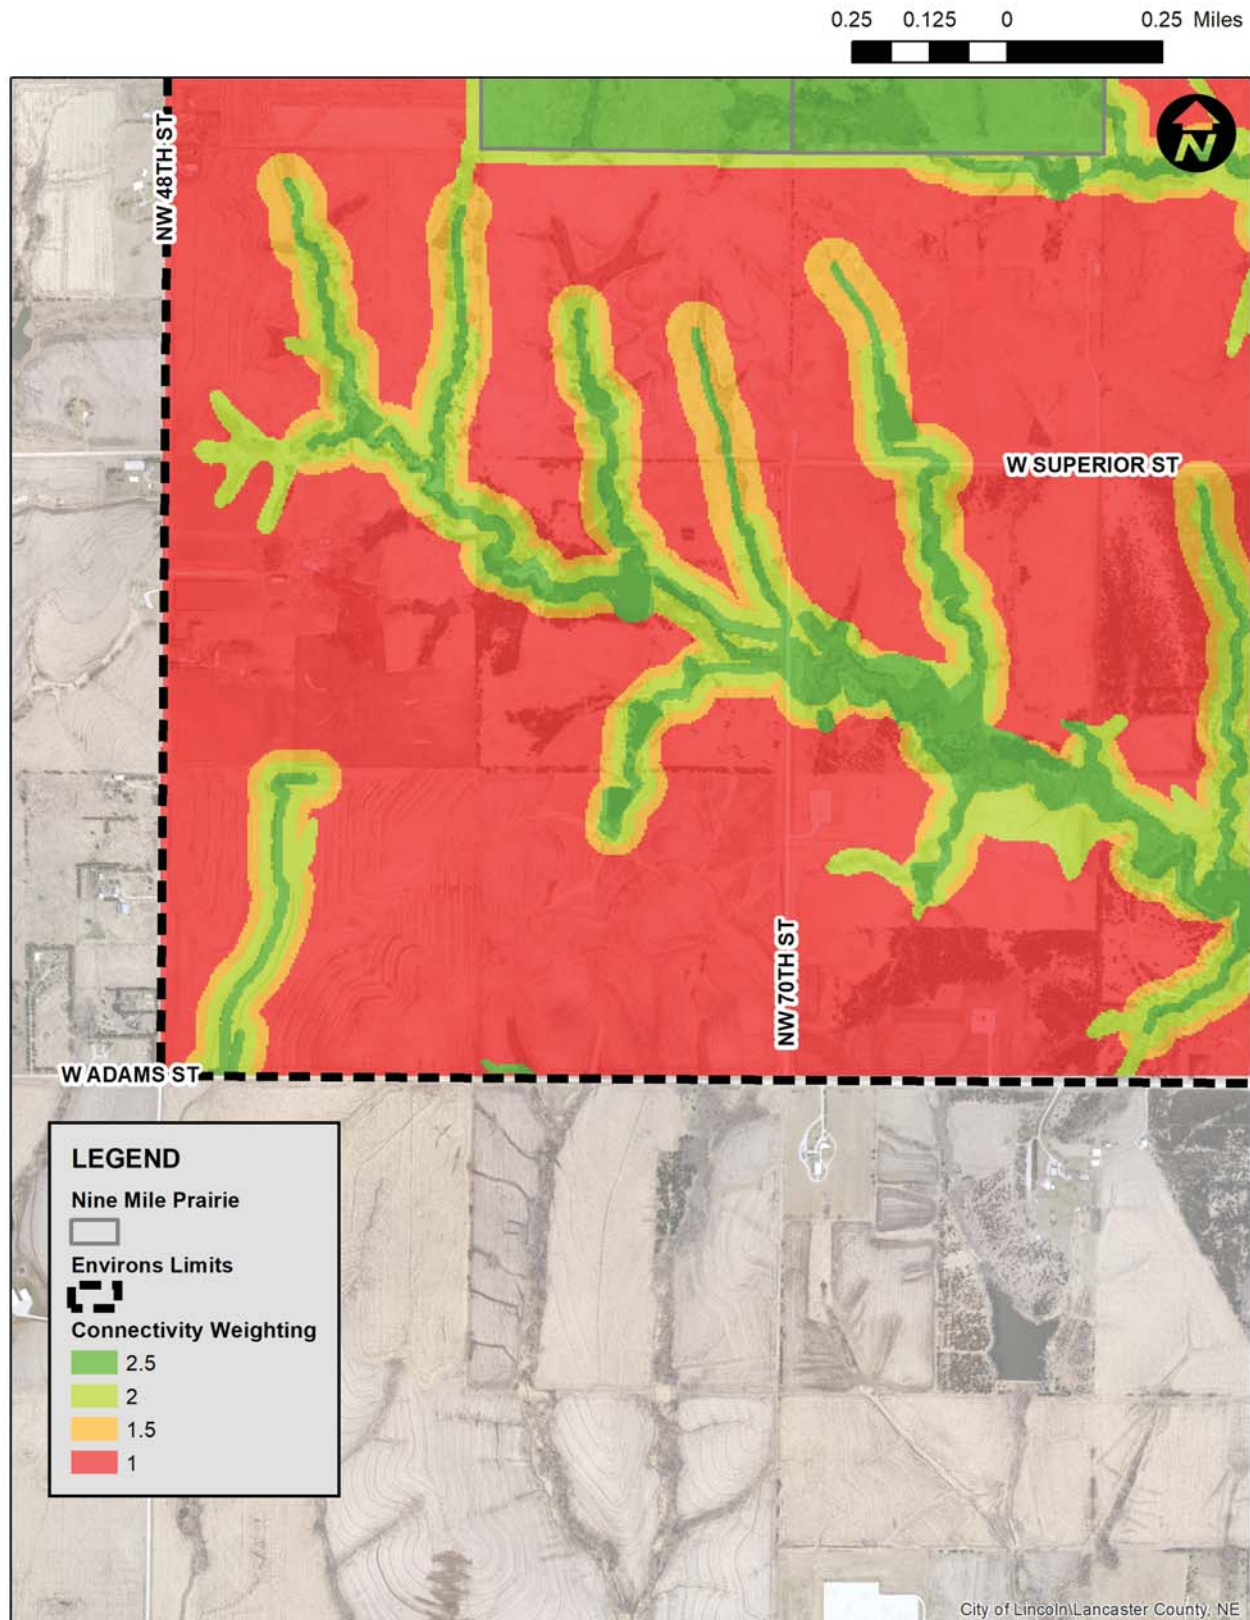 0.25 0.125 0 0.25 Miles
N
NW 48TH ST
W SUPERIOR ST
NW 70TH ST
W ADAMS ST
LEGEND
Nine Mile Prairie
Environs Limits
Connectivity Weighting
2.5
2
1.5
1
City of Lincoln\Lancaster County, NE